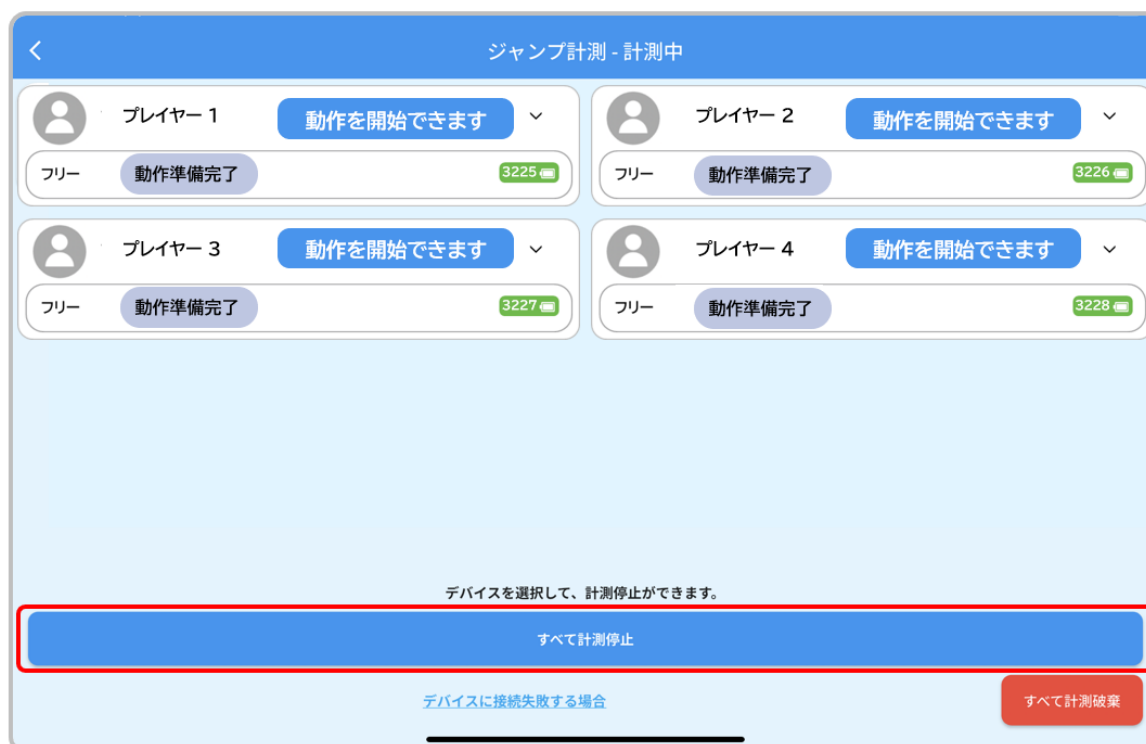 ジャンプ計測 - 計測中
プレイヤー 1 動作を開始できます
フリー 動作準備完了 3225
プレイヤー 2 動作を開始できます
フリー 動作準備完了 3226
プレイヤー 3 動作を開始できます
フリー 動作準備完了 3227
プレイヤー 4 動作を開始できます
フリー 動作準備完了 3228
デバイスを選択して、計測停止ができます。
すべて計測停止
デバイスに接続失敗する場合
すべて計測破棄